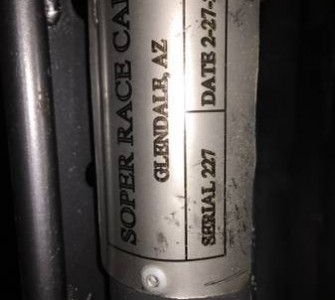 SOPER RACE CA
GLENDALE, AZ
SERIAL 227 DATE 2-27-